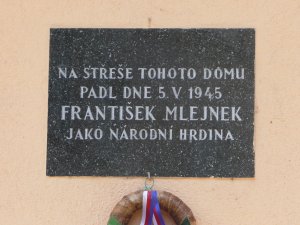 NA STŘEŠE TOHOTO DOMU
PADL DNE 5. V. 1945
FRANTIŠEK MLEJNEK
JAKO NÁRODNÍ HRDINA